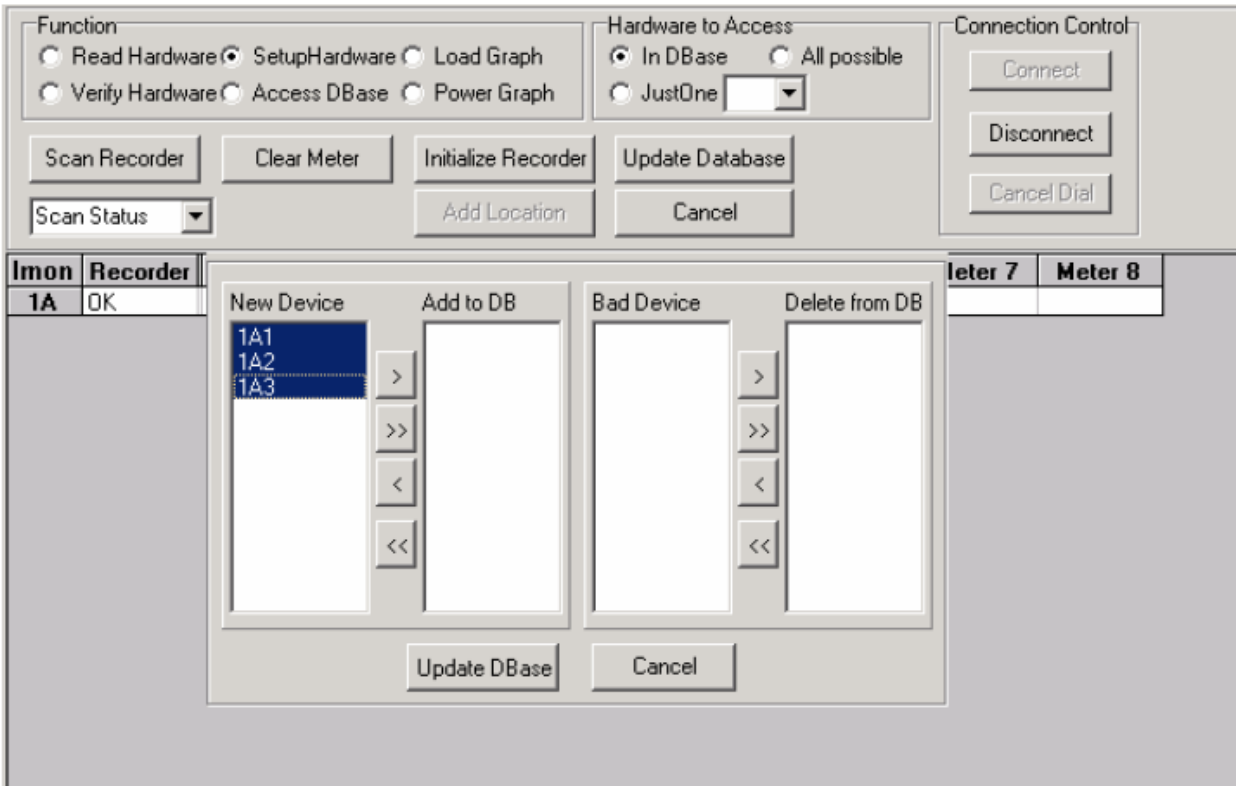 Function
Read Hardware SetupHardware Load Graph
Verify Hardware Access DBase Power Graph
Hardware to Access
In DBase All possible
JustOne
Connection Control
Connect
Disconnect
Cancel Dial
Scan Recorder Clear Meter Initialize Recorder Update Database
Scan Status Add Location Cancel
Imon Recorder Meter 7 Meter 8
1A OK
New Device Add to DB Bad Device Delete from DB
1A1
1A2
1A3
> >
>> >>
< <
<< <<
Update DBase Cancel